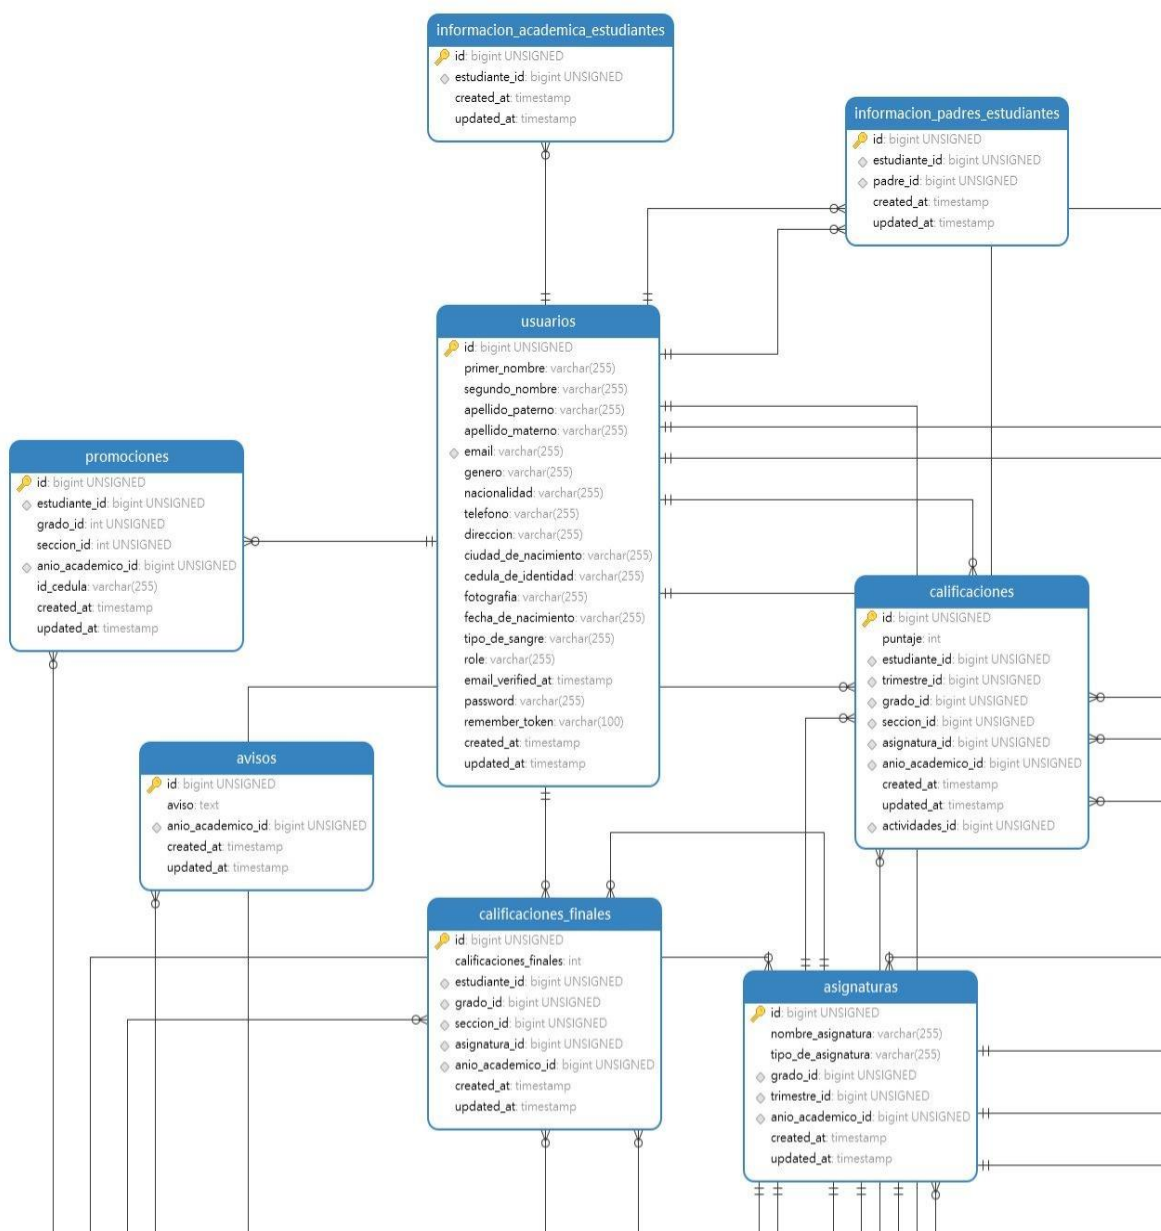 informacion_academica_estudiantes
id: bigint UNSIGNED
estudiante_id: bigint UNSIGNED
created_at: timestamp
updated_at: timestamp
informacion_padres_estudiantes
id: bigint UNSIGNED
estudiante_id: bigint UNSIGNED
padre_id: bigint UNSIGNED
created_at: timestamp
updated_at: timestamp
usuarios
id: bigint UNSIGNED
primer_nombre: varchar(255)
segundo_nombre: varchar(255)
apellido_paterno: varchar(255)
apellido_materno: varchar(255)
email: varchar(255)
genero: varchar(255)
nacionalidad: varchar(255)
telefono: varchar(255)
direccion: varchar(255)
ciudad_de_nacimiento: varchar(255)
cedula_de_identidad: varchar(255)
fotografia: varchar(255)
fecha_de_nacimiento: varchar(255)
tipo_de_sangre: varchar(255)
role: varchar(255)
email_verified_at: timestamp
password: varchar(255)
remember_token: varchar(100)
created_at: timestamp
updated_at: timestamp
promociones
id: bigint UNSIGNED
estudiante_id: bigint UNSIGNED
grado_id: int UNSIGNED
seccion_id: int UNSIGNED
anio_academico_id: bigint UNSIGNED
id_cedula: varchar(255)
created_at: timestamp
updated_at: timestamp
calificaciones
id: bigint UNSIGNED
puntaje: int
estudiante_id: bigint UNSIGNED
trimestre_id: bigint UNSIGNED
grado_id: bigint UNSIGNED
seccion_id: bigint UNSIGNED
asignatura_id: bigint UNSIGNED
anio_academico_id: bigint UNSIGNED
created_at: timestamp
updated_at: timestamp
actividades_id: bigint UNSIGNED
avisos
id: bigint UNSIGNED
aviso: text
anio_academico_id: bigint UNSIGNED
created_at: timestamp
updated_at: timestamp
calificaciones_finales
id: bigint UNSIGNED
calificaciones_finales: int
estudiante_id: bigint UNSIGNED
grado_id: bigint UNSIGNED
seccion_id: bigint UNSIGNED
asignatura_id: bigint UNSIGNED
anio_academico_id: bigint UNSIGNED
created_at: timestamp
updated_at: timestamp
asignaturas
id: bigint UNSIGNED
nombre_asignatura: varchar(255)
tipo_de_asignatura: varchar(255)
grado_id: bigint UNSIGNED
trimestre_id: bigint UNSIGNED
anio_academico_id: bigint UNSIGNED
created_at: timestamp
updated_at: timestamp